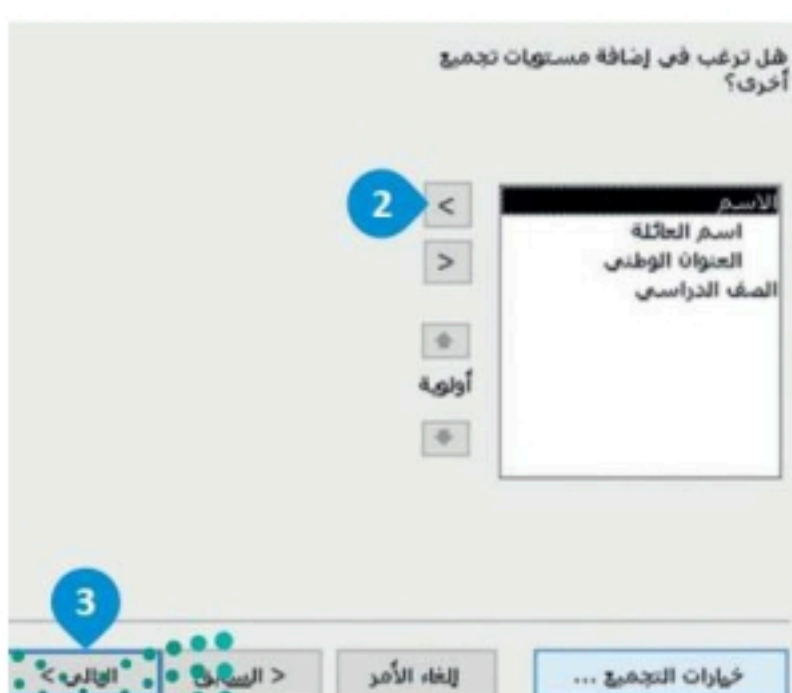 هل ترغب في إضافة مستويات تجميع
أخرى؟
2
<
>
الاسم
اسم العائلة
العنوان الوطني
الصف الدراسي
أولوية
3
خيارات التجميع ...
إلغاء الأمر
< السابق
التالي >